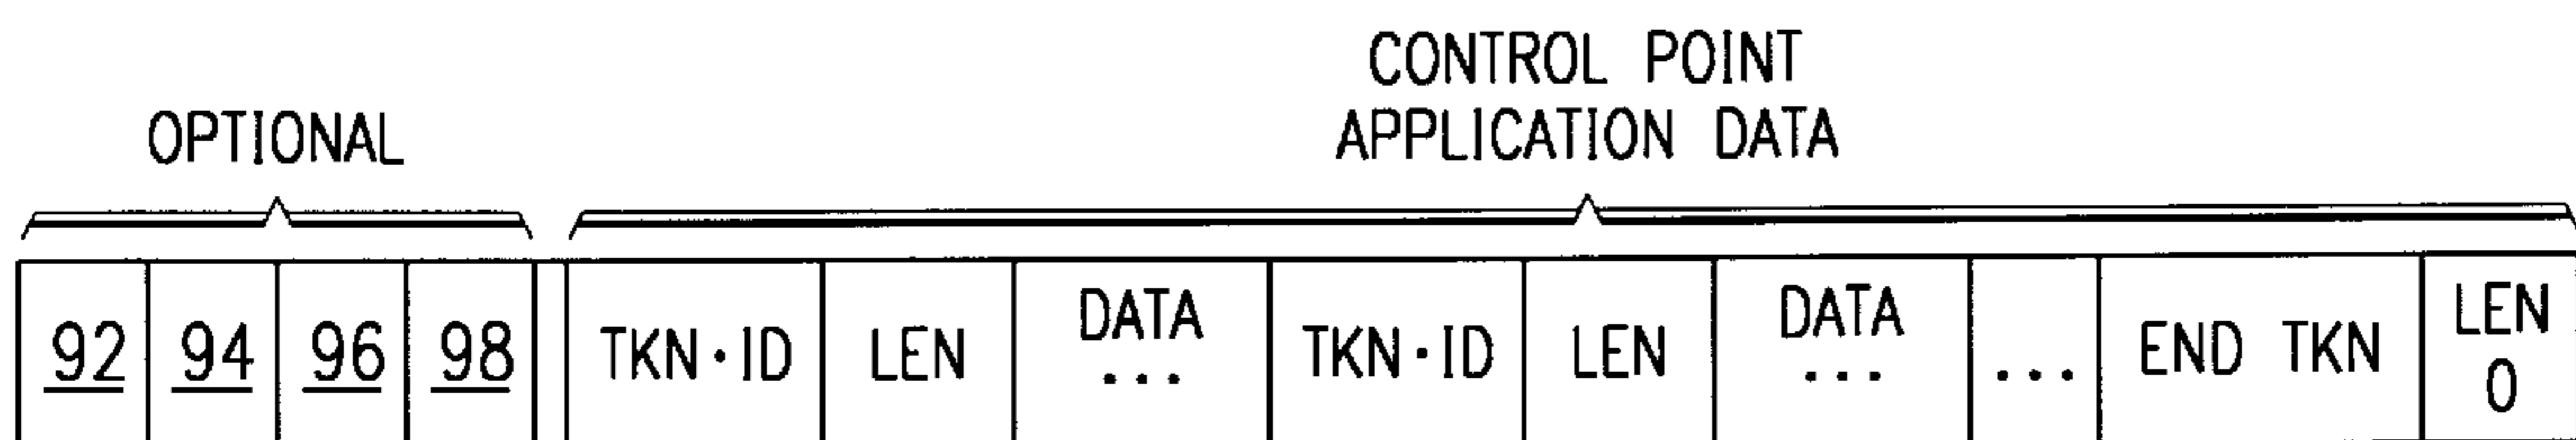 CONTROL POINT
APPLICATION DATA
OPTIONAL
92 94 96 98 TKN·ID LEN DATA ... TKN·ID LEN DATA ... ... END TKN LEN 0